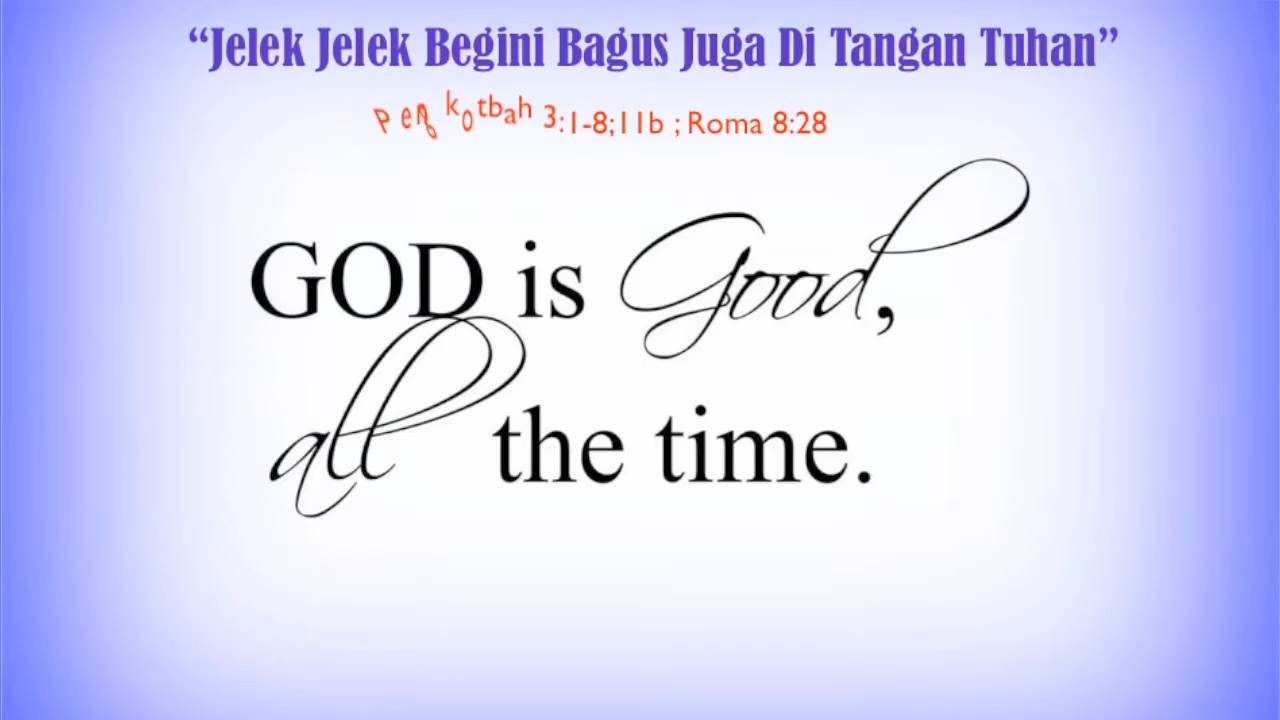 “Jelek Jelek Begini Bagus Juga Di Tangan Tuhan”
Pengkotbah 3:1-8;11b ; Roma 8:28
GOD is Good,
all the time.